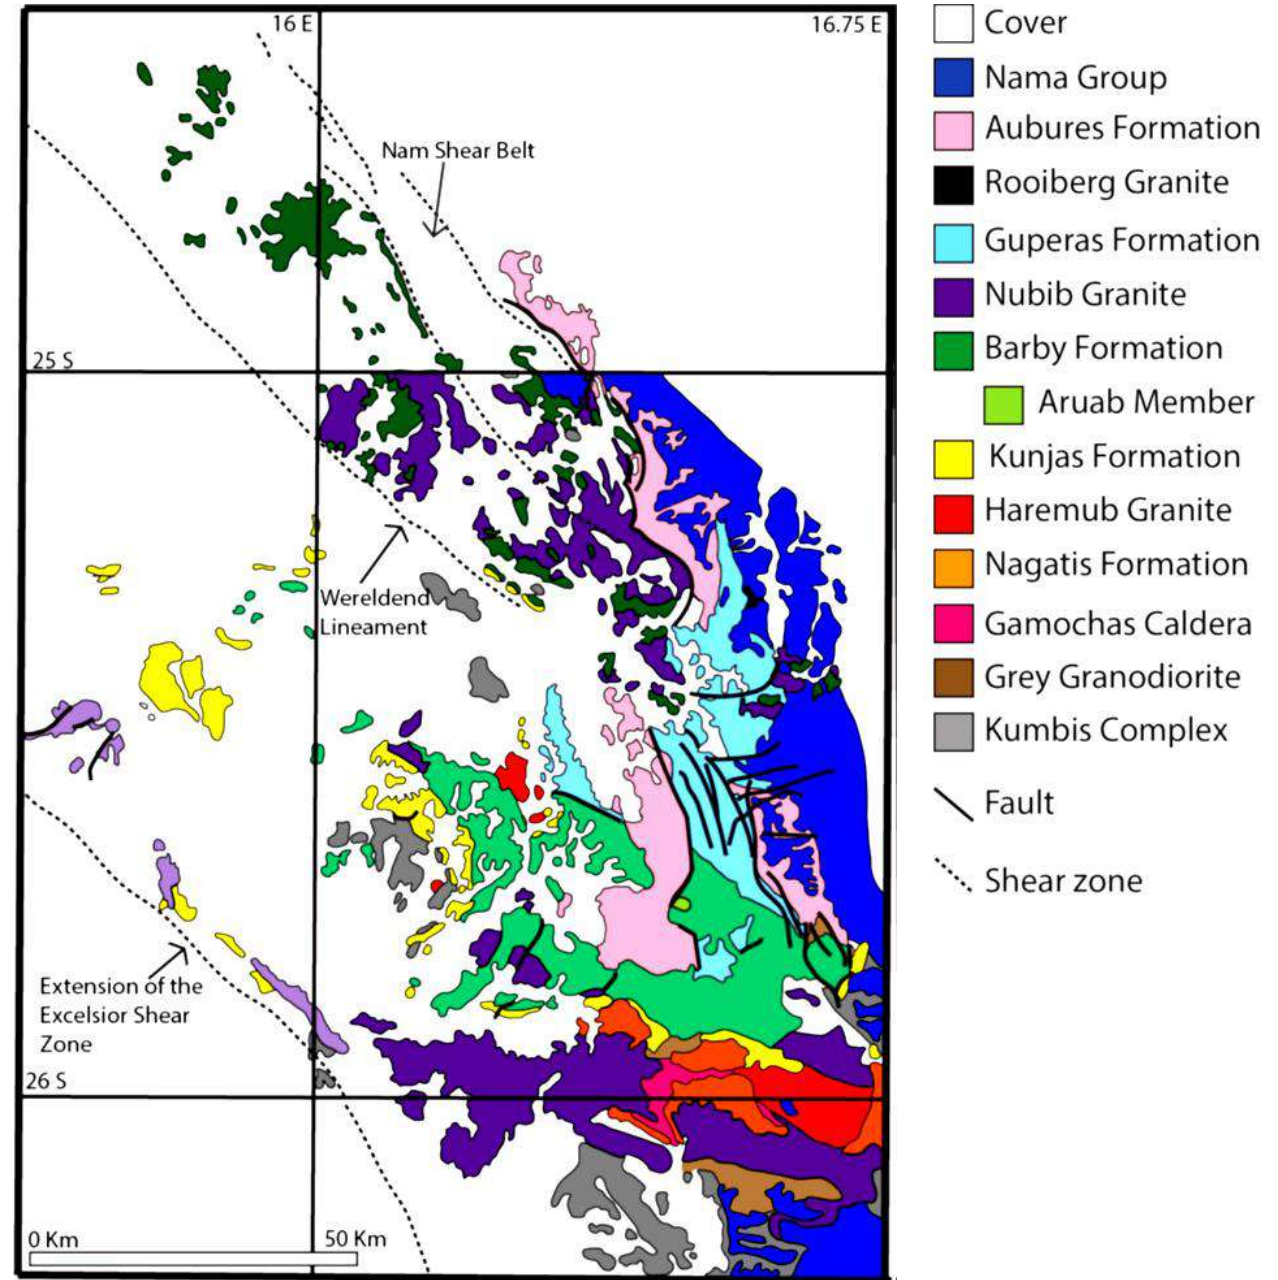 16 E
16.75 E
Nam Shear Belt
25 S
Wereldend
Lineament
Extension of the
Excelsior Shear
Zone
26 S
0 Km
50 Km
Cover
Nama Group
Aubures Formation
Rooiberg Granite
Guperas Formation
Nubib Granite
Barby Formation
Aruab Member
Kunjas Formation
Haremub Granite
Nagatis Formation
Gamochas Caldera
Grey Granodiorite
Kumbis Complex
Fault
Shear zone